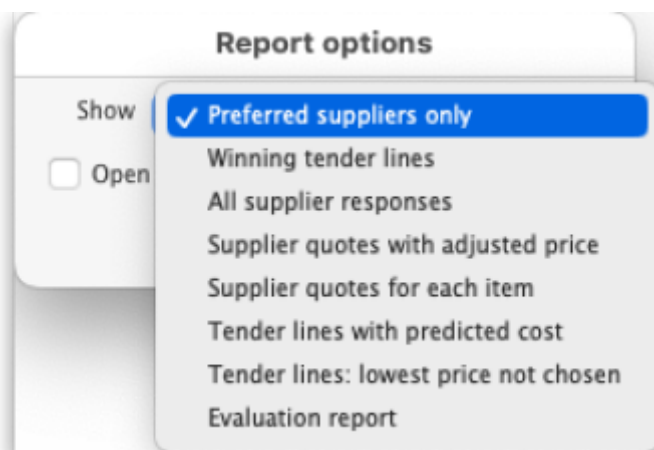 Report options
Show ✓ Preferred suppliers only
Winning tender lines
Open
All supplier responses
Supplier quotes with adjusted price
Supplier quotes for each item
Tender lines with predicted cost
Tender lines: lowest price not chosen
Evaluation report